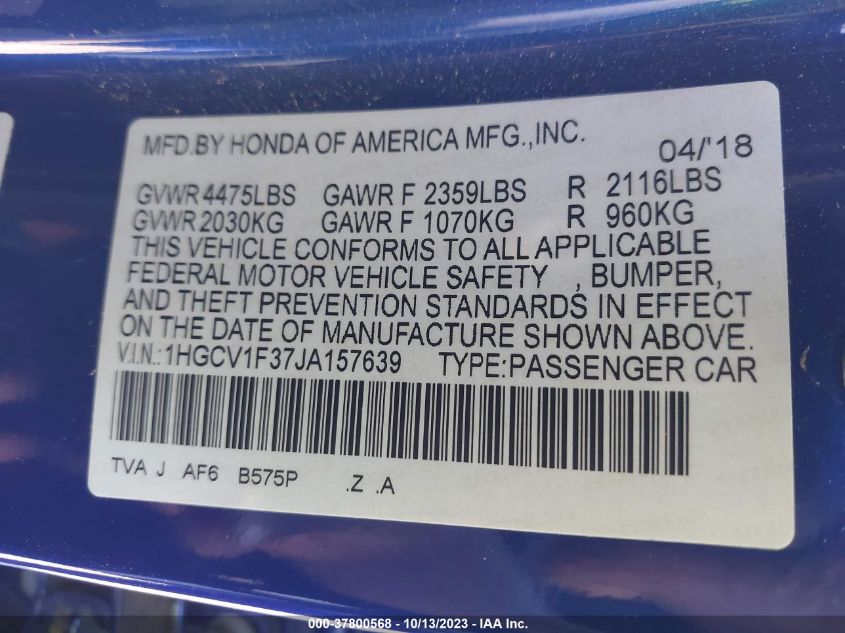 MFD.BY HONDA OF AMERICA MFG.,INC. 04/'18
GVWR 4475LBS GAWR F 2359LBS R 2116LBS
GVWR 2030KG GAWR F 1070KG R 960KG
THIS VEHICLE CONFORMS TO ALL APPLICABLE
FEDERAL MOTOR VEHICLE SAFETY , BUMPER,
AND THEFT PREVENTION STANDARDS IN EFFECT
ON THE DATE OF MANUFACTURE SHOWN ABOVE.
V.I.N.:1HGCV1F37JA157639 TYPE:PASSENGER CAR
TVA J AF6 B575P .Z .A
000-37800568 - 10/13/2023 - IAA Inc.